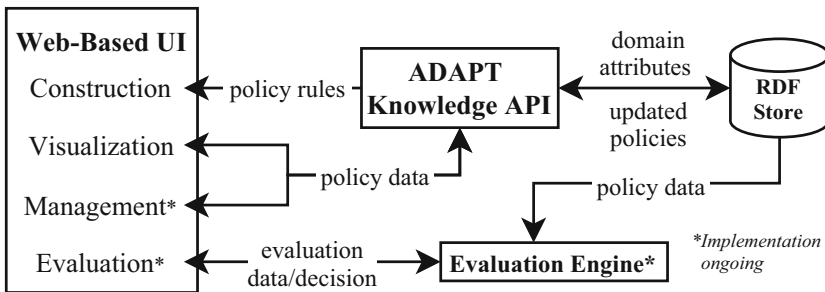 Web-Based UI
Construction
Visualization
Management*
Evaluation*
policy rules
policy data
evaluation
data/decision
ADAPT
Knowledge API
domain
attributes
updated
policies
RDF
Store
policy data
Evaluation Engine*
*Implementation
ongoing